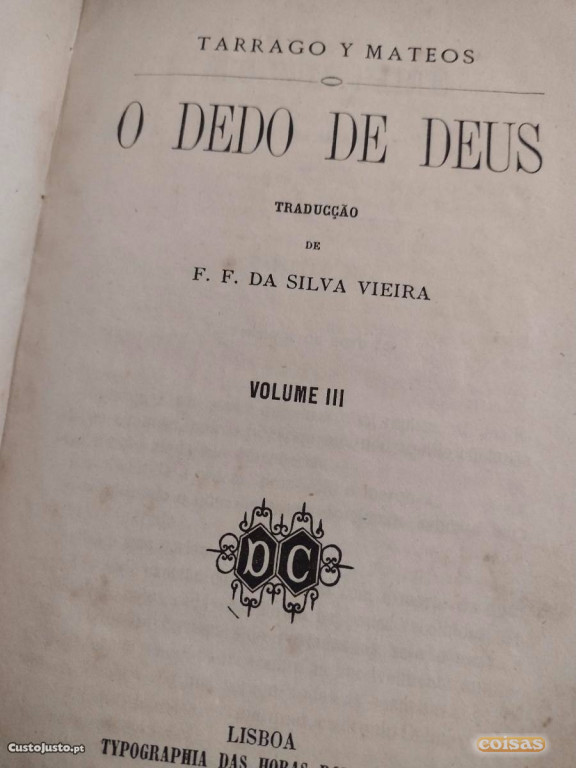 TARRAGO Y MATEOS
O DEDO DE DEUS
TRADUCÇÃO
DE
F. F. DA SILVA VIEIRA
VOLUME III
DC
LISBOA
TYPOGRAPHIA DAS HORAS
CustoJusto.pt
coisas